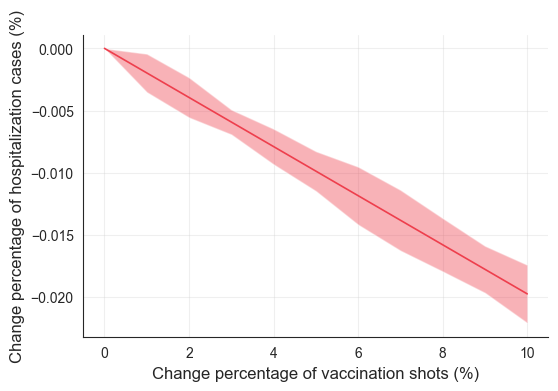 Change percentage of hospitalization cases (%)
0.000
−0.005
−0.010
−0.015
−0.020
0 2 4 6 8 10
Change percentage of vaccination shots (%)